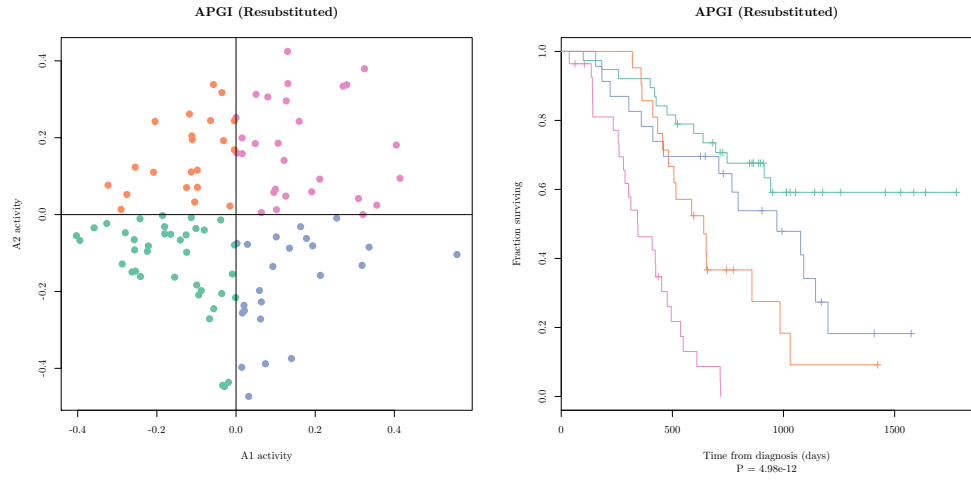 APGI (Resubstituted)
A2 activity
0.4
0.2
0.0
-0.2
-0.4
-0.4
-0.2
0.0
0.2
0.4
A1 activity
APGI (Resubstituted)
Fraction surviving
1.0
0.8
0.6
0.4
0.2
0.0
0
500
1000
1500
Time from diagnosis (days)
P = 4.98e-12